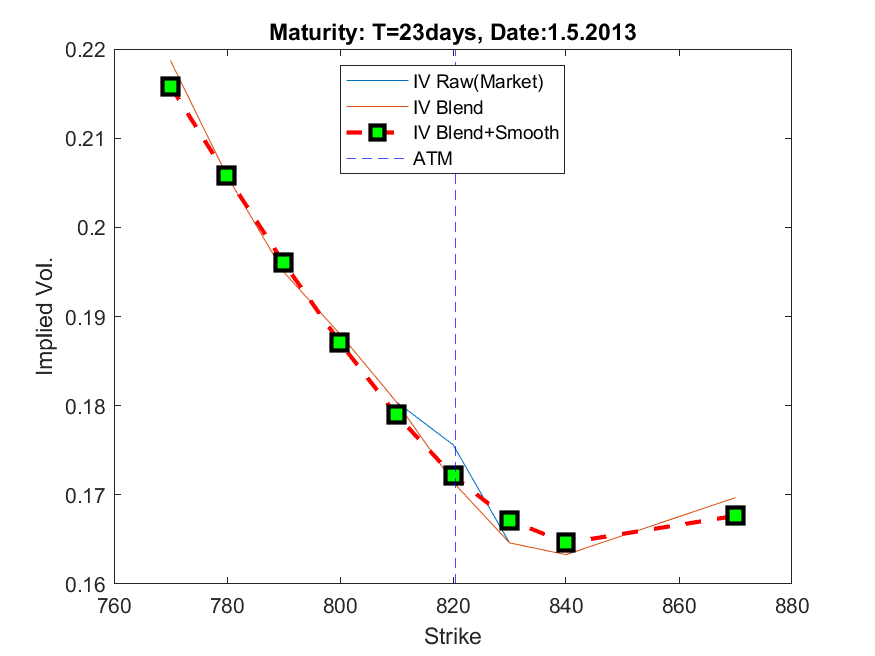 Maturity: T=23days, Date:1.5.2013
0.22
0.21
0.2
0.19
0.18
0.17
0.16
Implied Vol.
IV Raw(Market)
IV Blend
IV Blend+Smooth
ATM
760
780
800
820
840
860
880
Strike